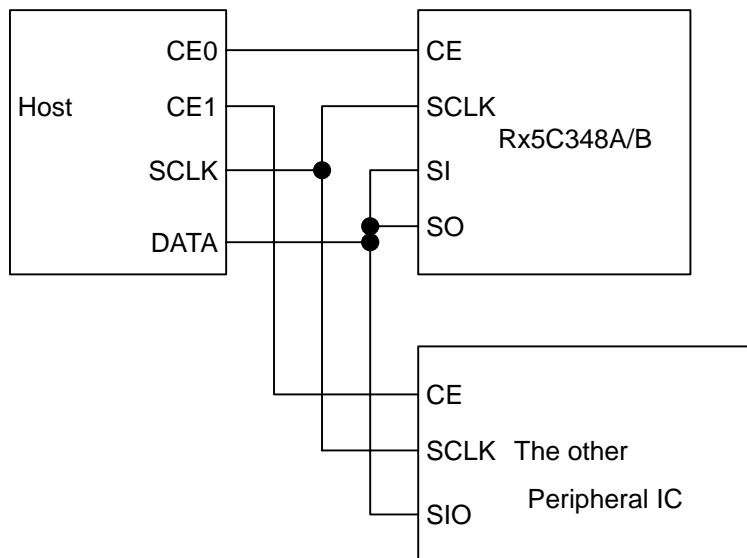 Host
CE0
CE1
SCLK
DATA
CE
SCLK
Rx5C348A/B
SI
SO
CE
SCLK The other
Peripheral IC
SIO